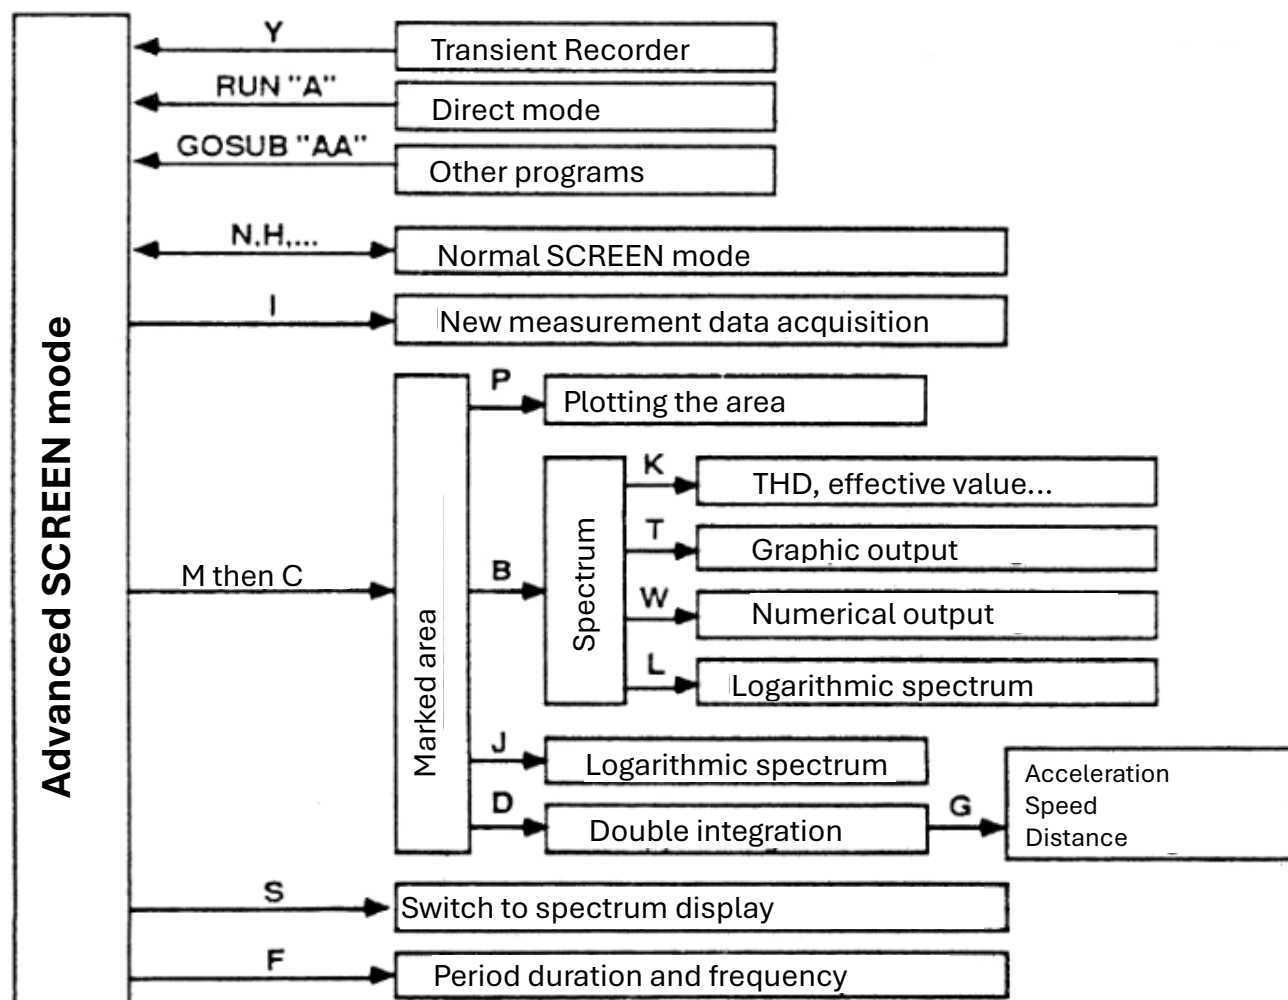 Advanced SCREEN mode
Y
Transient Recorder
RUN "A"
Direct mode
GOSUB "AA"
Other programs
N,H,...
Normal SCREEN mode
I
New measurement data acquisition
M then C
Marked area
P
Plotting the area
B
Spectrum
K
THD, effective value...
T
Graphic output
W
Numerical output
L
Logarithmic spectrum
J
Logarithmic spectrum
D
Double integration
G
Acceleration
Speed
Distance
S
Switch to spectrum display
F
Period duration and frequency